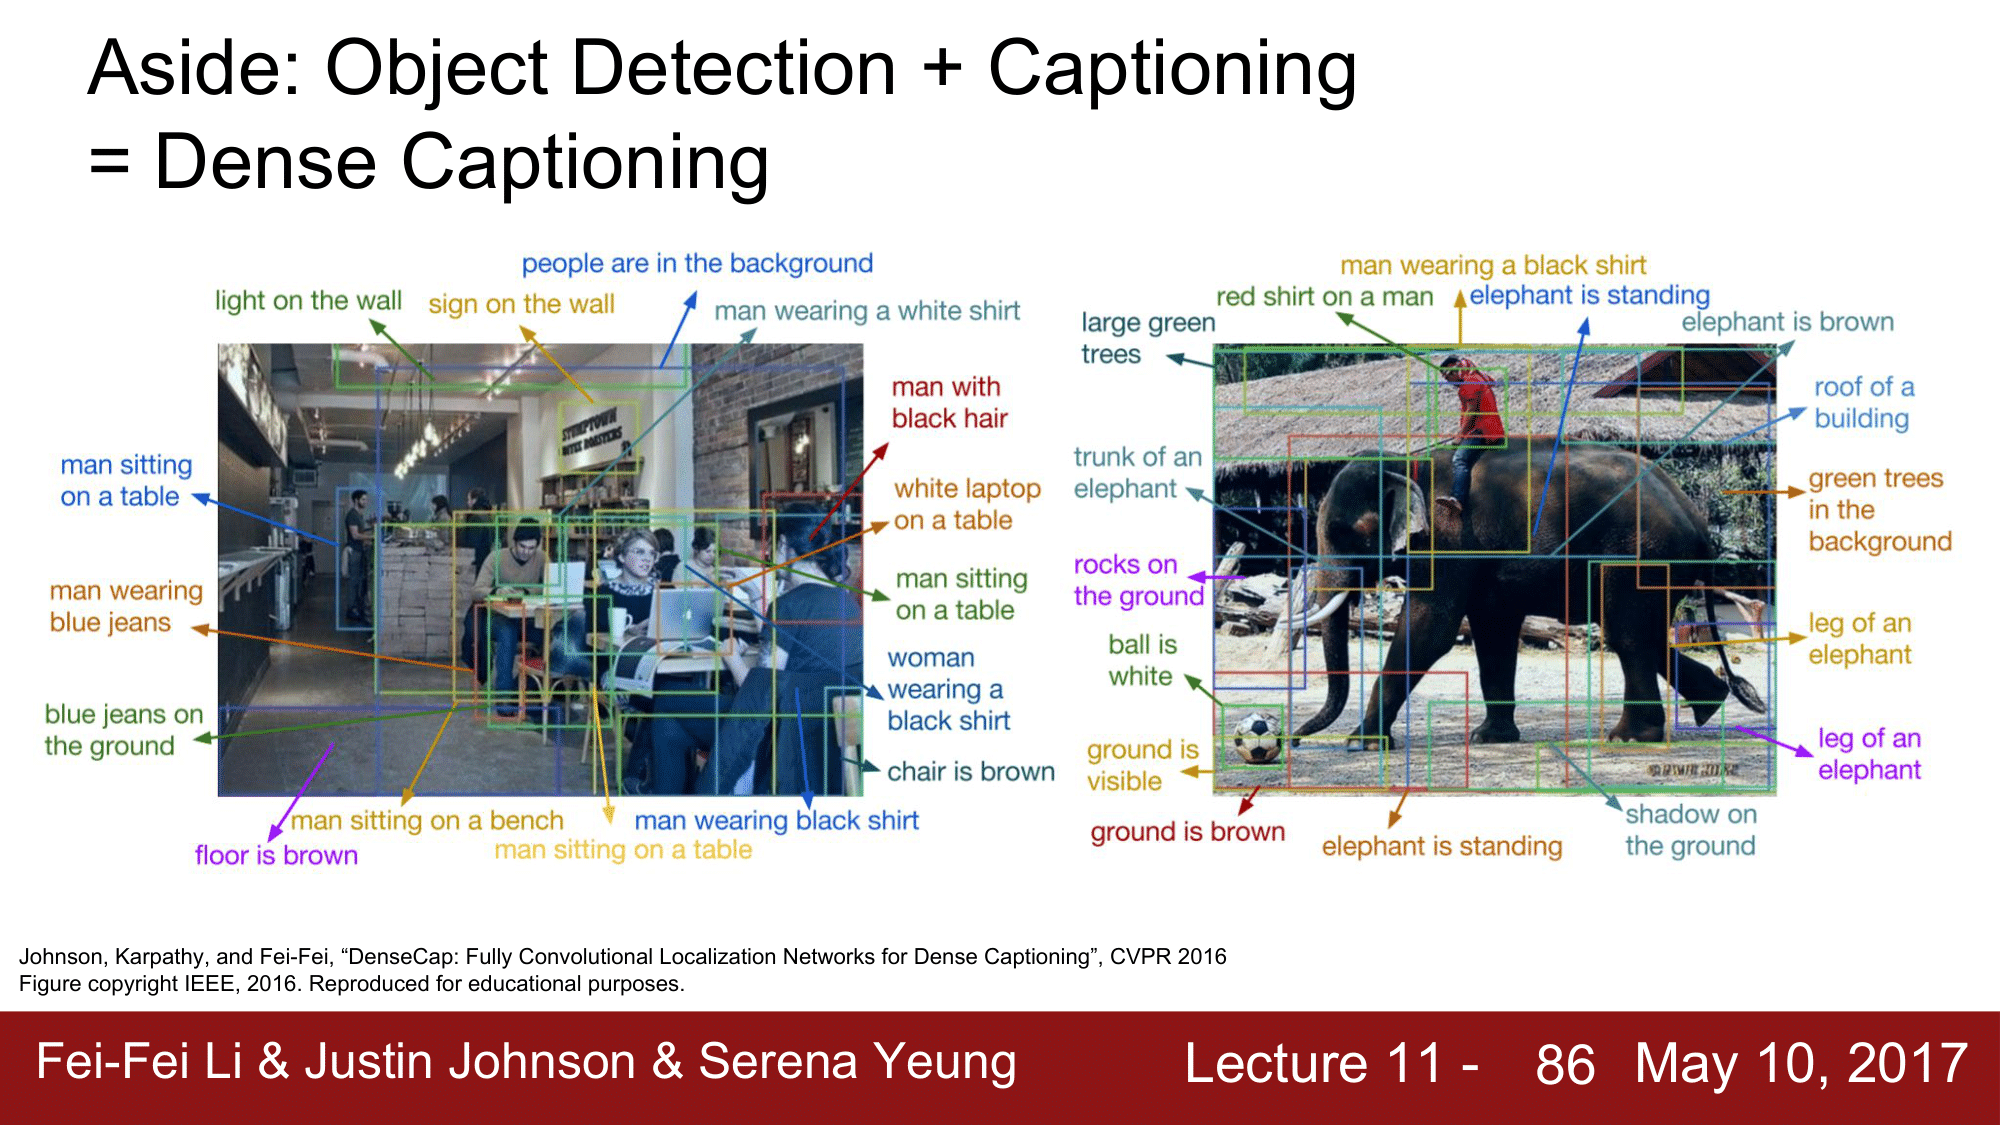 Aside: Object Detection + Captioning
= Dense Captioning
people are in the background
light on the wall
sign on the wall
man wearing a white shirt
man with
black hair
man sitting
on a table
white laptop
on a table
man wearing
blue jeans
man sitting
on a table
woman
wearing a
black shirt
blue jeans on
the ground
chair is brown
man sitting on a bench
man wearing black shirt
man sitting on a table
floor is brown
STUMPTOWN
COFFEE ROASTERS
man wearing a black shirt
red shirt on a man
elephant is standing
large green
trees
elephant is brown
roof of a
building
trunk of an
elephant
green trees
in the
background
rocks on
the ground
leg of an
elephant
ball is
white
leg of an
elephant
ground is
visible
ground is brown
elephant is standing
shadow on
the ground
Johnson, Karpathy, and Fei-Fei, “DenseCap: Fully Convolutional Localization Networks for Dense Captioning”, CVPR 2016
Figure copyright IEEE, 2016. Reproduced for educational purposes.
Fei-Fei Li & Justin Johnson & Serena Yeung
Lecture 11 - 86 May 10, 2017